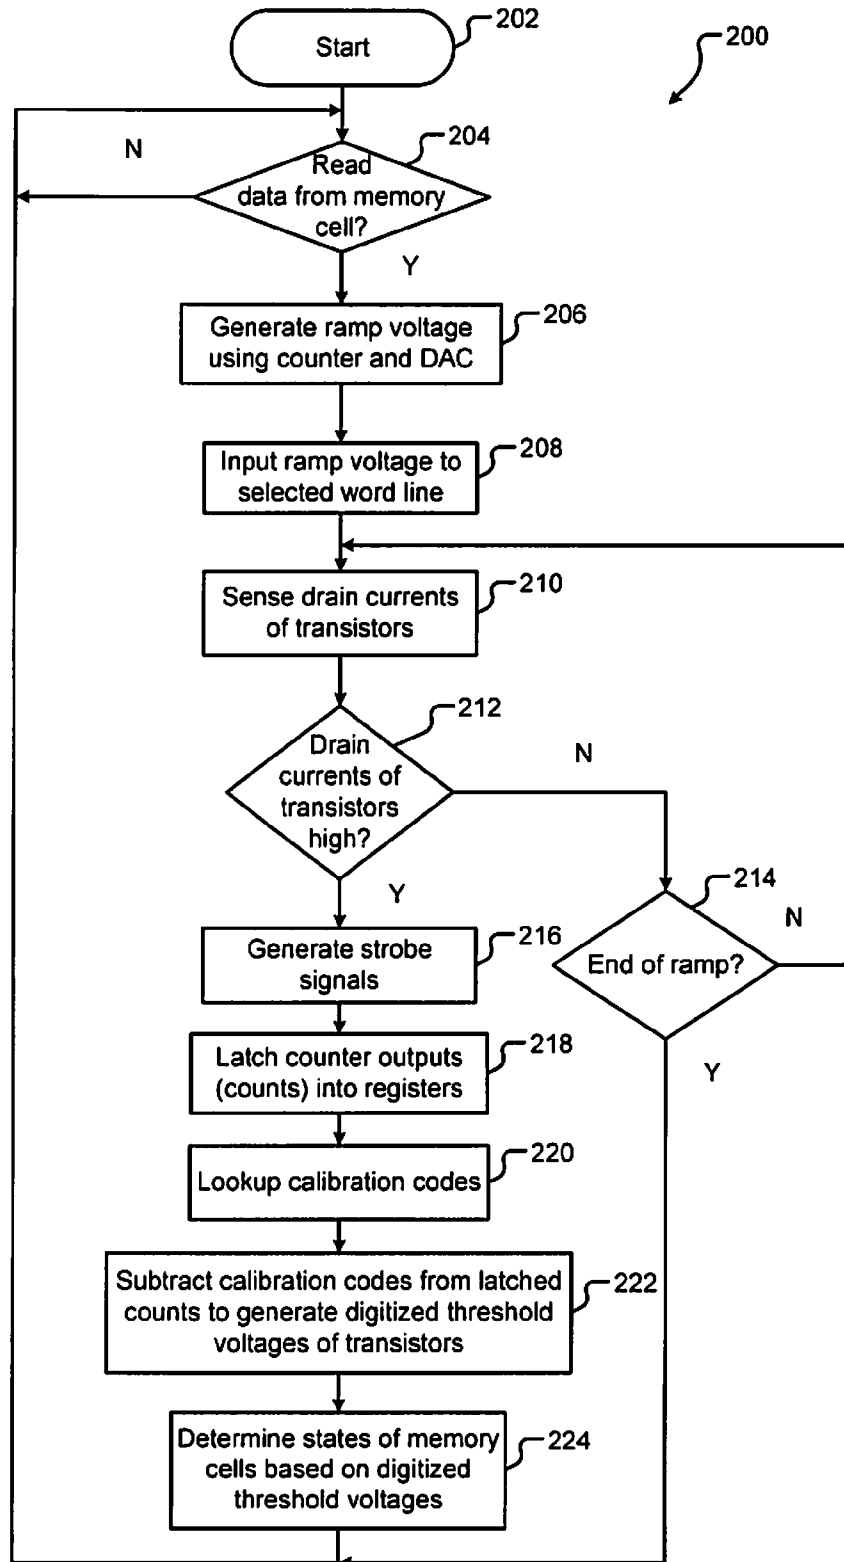 Start
202
200
N
204
Read
data from memory
cell?
Y
Generate ramp voltage
using counter and DAC
206
Input ramp voltage to
selected word line
208
Sense drain currents
of transistors
210
212
Drain
currents of
transistors
high?
N
214
Y
End of ramp?
N
Generate strobe
signals
216
Latch counter outputs
(counts) into registers
218
Y
Lookup calibration codes
220
Subtract calibration codes from latched
counts to generate digitized threshold
voltages of transistors
222
Determine states of memory
cells based on digitized
threshold voltages
224